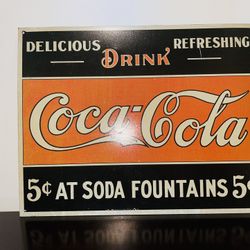 DELICIOUS REFRESHING
DRINK
Coca-Cola
5¢ AT SODA FOUNTAINS 5¢